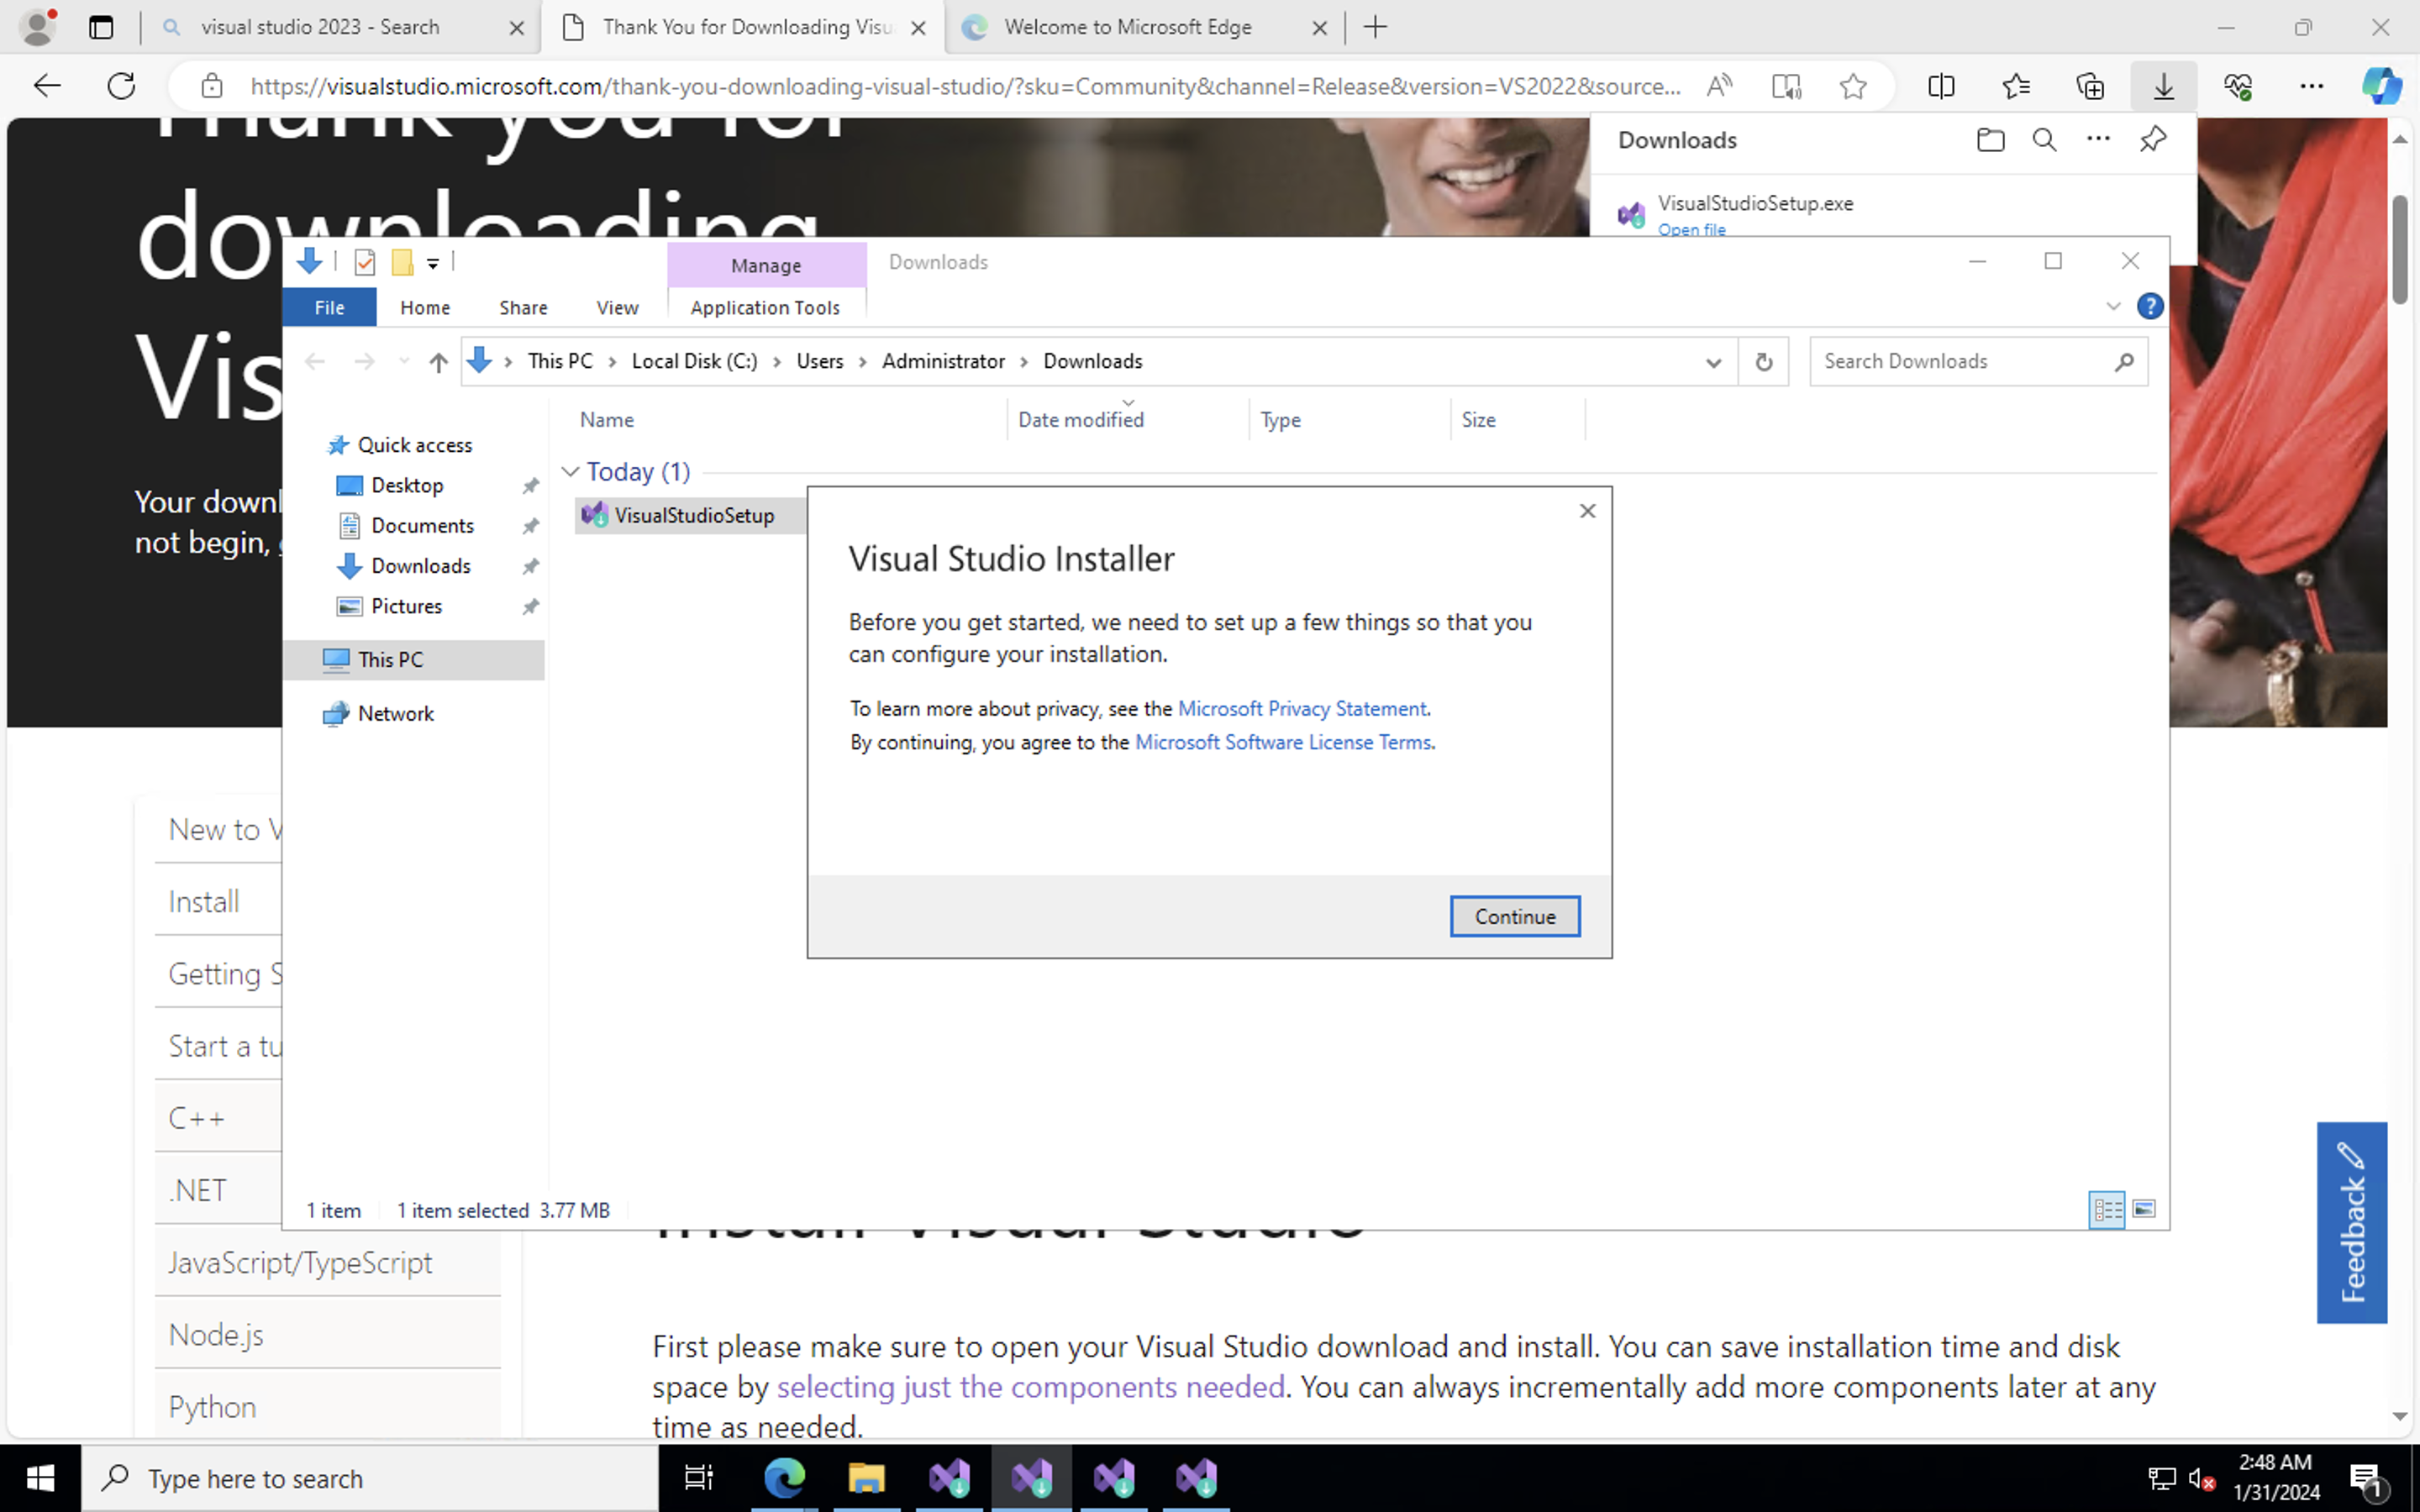 visual studio 2023 - Search
Thank You for Downloading Visu
Welcome to Microsoft Edge
https://visualstudio.microsoft.com/thank-you-downloading-visual-studio/?sku=Community&channel=Release&version=VS2022&source...
Thank you for
downloading
Vis
Your downl
not begin,
Downloads
VisualStudioSetup.exe
Open file
Manage
Downloads
File
Home
Share
View
Application Tools
This PC
Local Disk (C:)
Users
Administrator
Downloads
Search Downloads
Name
Date modified
Type
Size
Quick access
Desktop
Documents
Downloads
Pictures
This PC
Network
Today (1)
VisualStudioSetup
Visual Studio Installer
Before you get started, we need to set up a few things so that you
can configure your installation.
To learn more about privacy, see the Microsoft Privacy Statement.
By continuing, you agree to the Microsoft Software License Terms.
Continue
1 item
1 item selected 3.77 MB
New to V
Install
Getting S
Start a tu
C++
.NET
JavaScript/TypeScript
Node.js
Python
Install Visual Studio
First please make sure to open your Visual Studio download and install. You can save installation time and disk
space by selecting just the components needed. You can always incrementally add more components later at any
time as needed.
Feedback
Type here to search
2:48 AM
1/31/2024
1